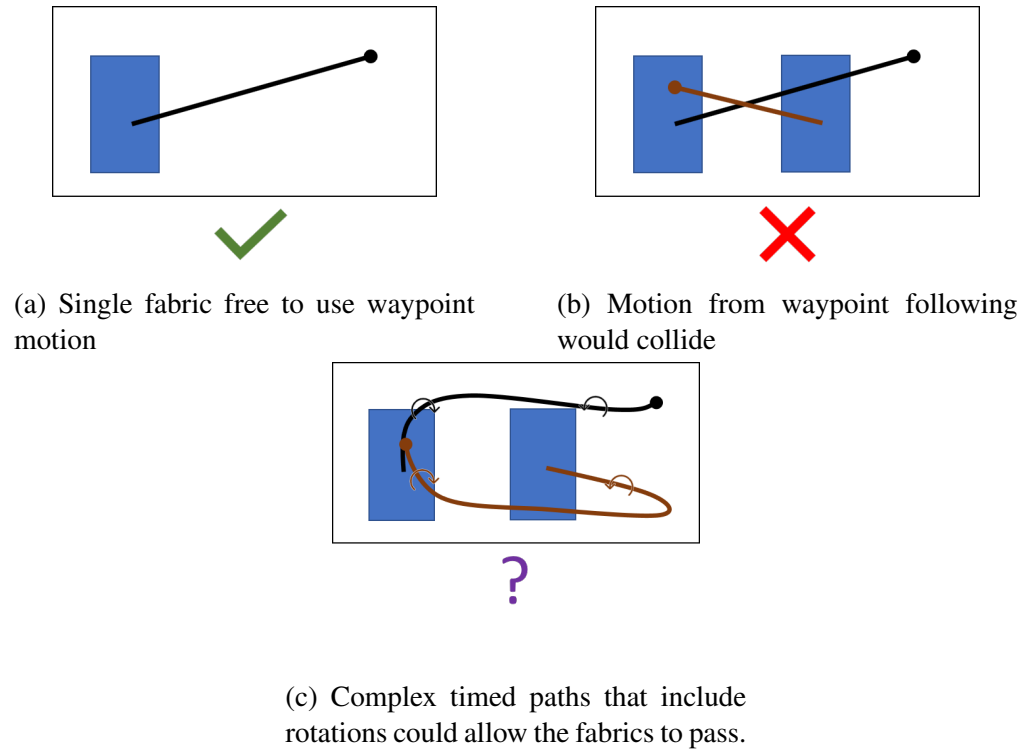 (a) Single fabric free to use waypoint
motion
(b) Motion from waypoint following
would collide
?
(c) Complex timed paths that include
rotations could allow the fabrics to pass.